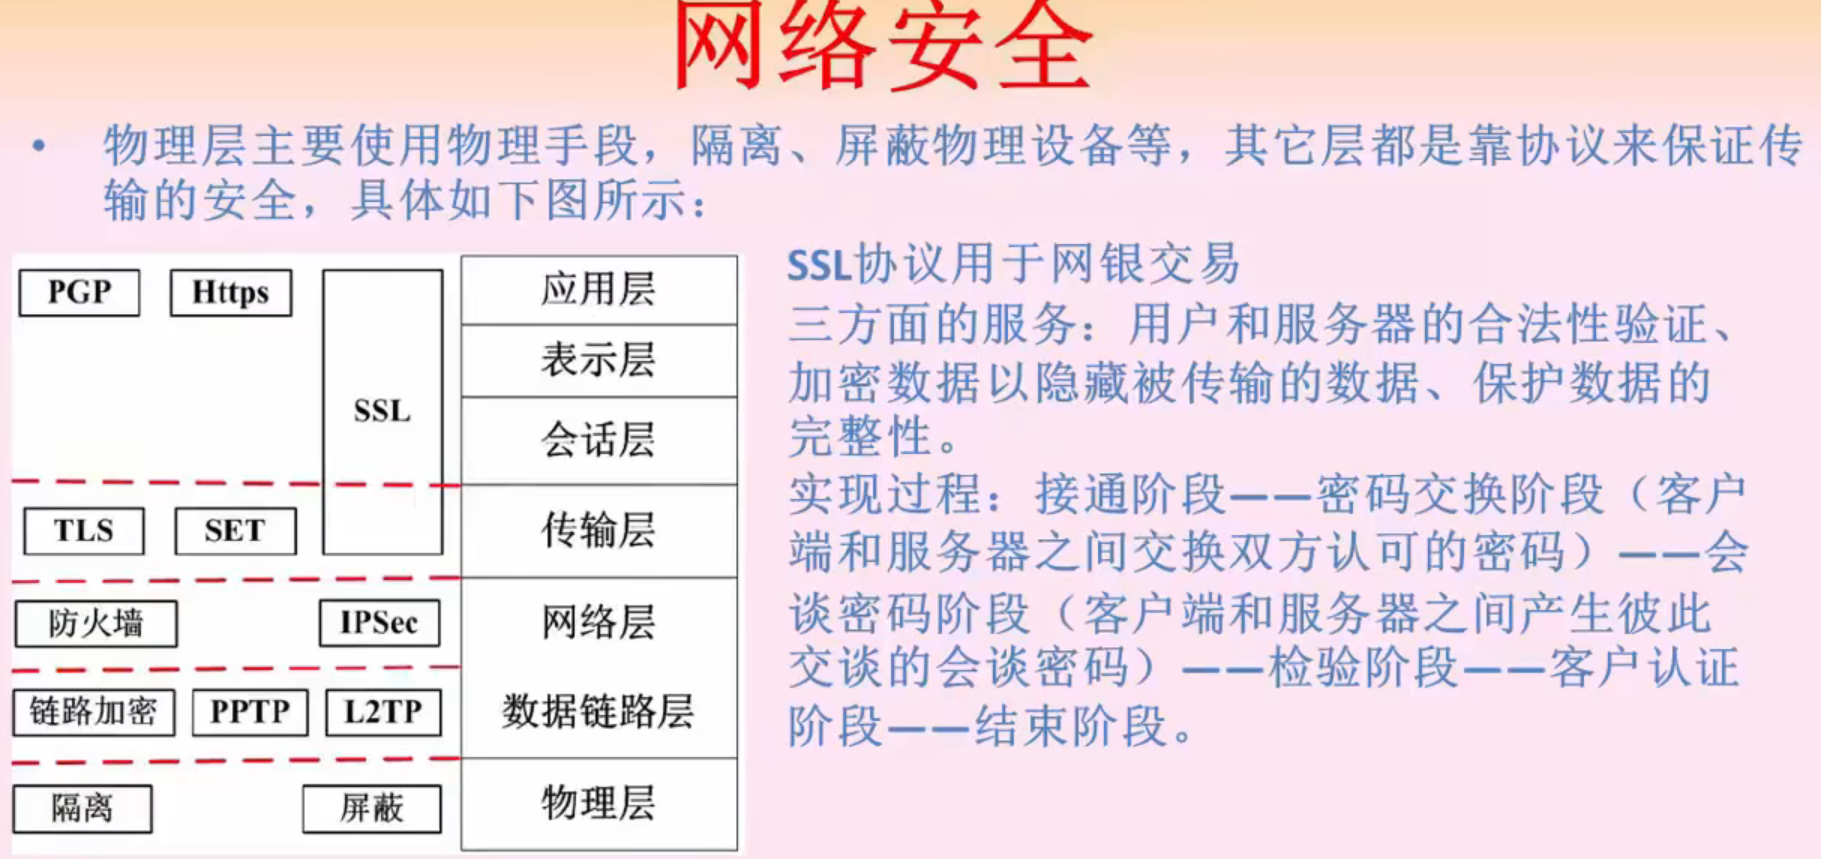 网络安全
• 物理层主要使用物理手段，隔离、屏蔽物理设备等，其它层都是靠协议来保证传
输的安全，具体如下图所示：
PGP Https SSL 应用层
表示层
会话层
TLS SET 传输层
防火墙 IPSec 网络层
链路加密 PPTP L2TP 数据链路层
隔离 屏蔽 物理层
SSL协议用于网银交易
三方面的服务：用户和服务器的合法性验证、
加密数据以隐藏被传输的数据、保护数据的
完整性。
实现过程：接通阶段——密码交换阶段（客户
端和服务器之间交换双方认可的密码）——会
谈密码阶段（客户端和服务器之间产生彼此
交谈的会谈密码）——检验阶段——客户认证
阶段——结束阶段。